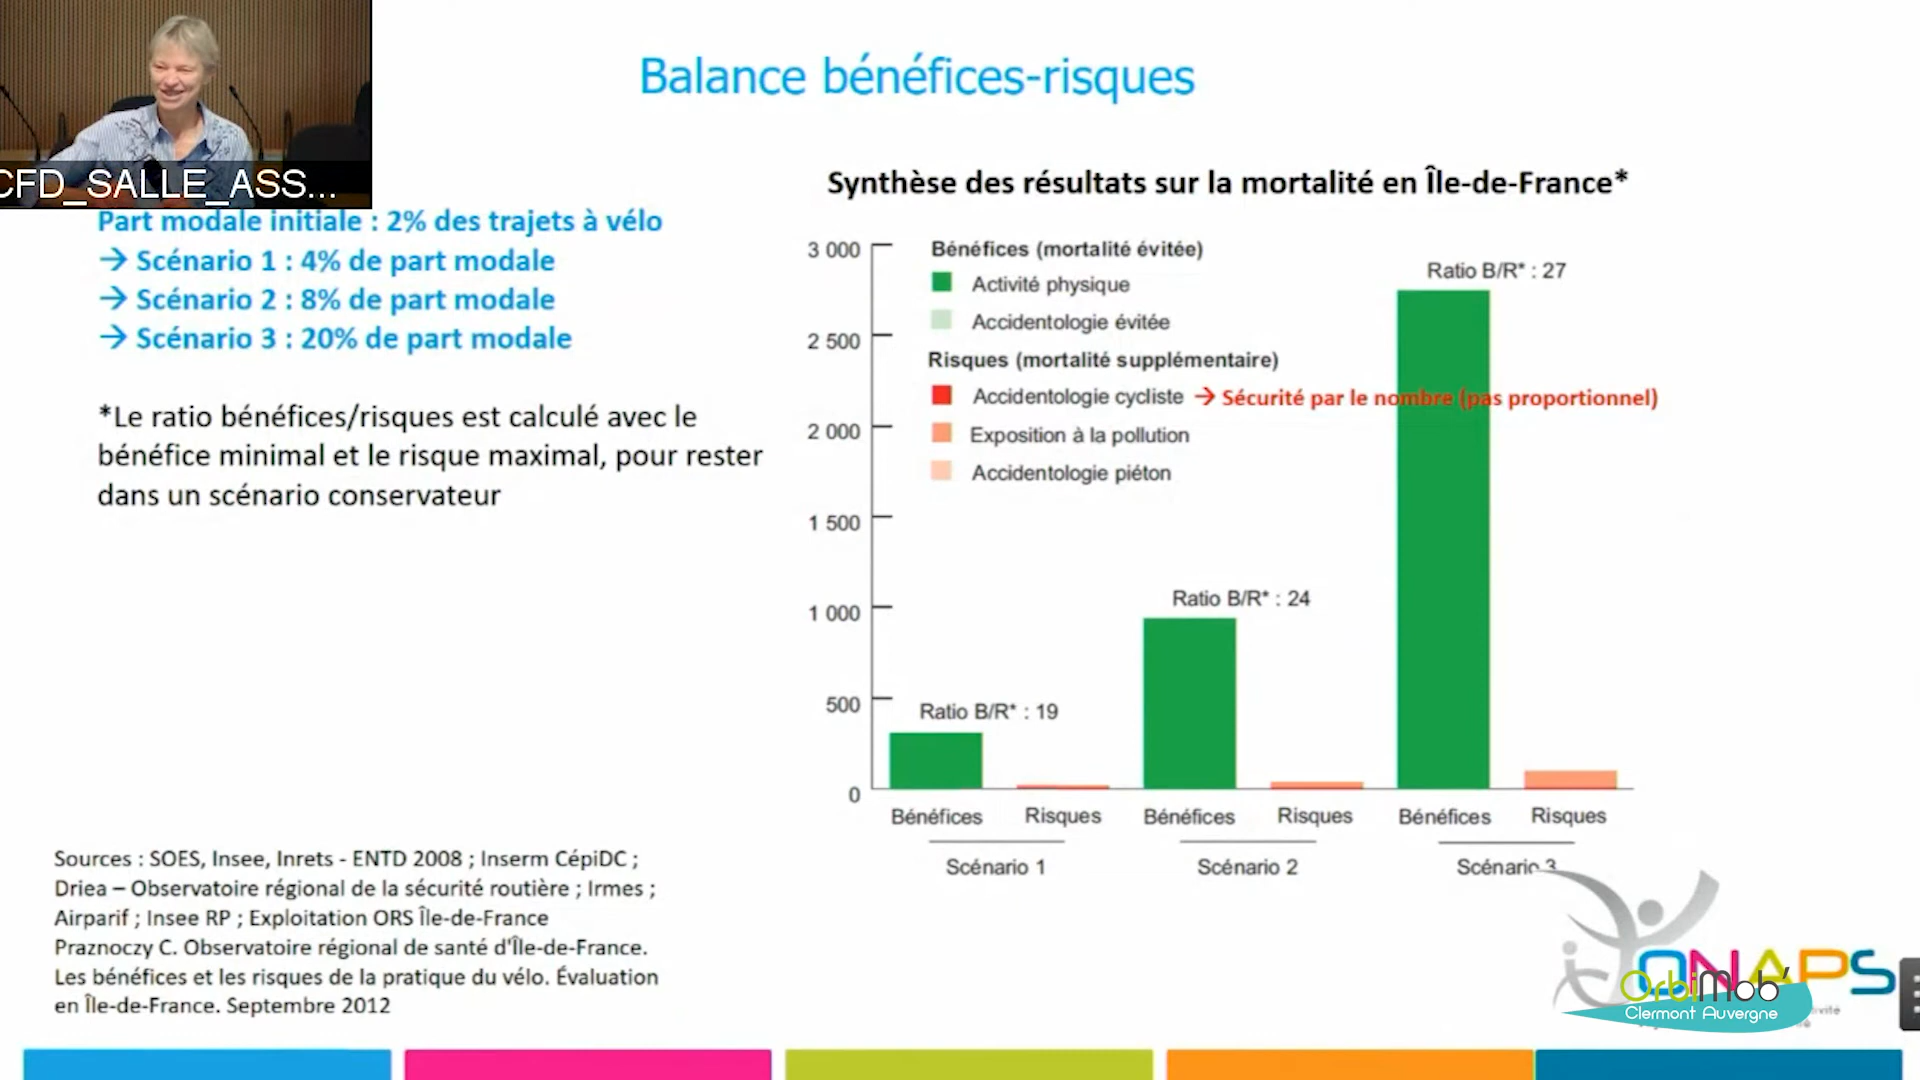 CFD_SALLE_ASS...
Balance bénéfices-risques
Part modale initiale : 2% des trajets à vélo
→ Scénario 1 : 4% de part modale
→ Scénario 2 : 8% de part modale
→ Scénario 3 : 20% de part modale
*Le ratio bénéfices/risques est calculé avec le
bénéfice minimal et le risque maximal, pour rester
dans un scénario conservateur
Synthèse des résultats sur la mortalité en Île-de-France*
3 000
2 500
2 000
1 500
1 000
500
0
Bénéfices (mortalité évitée)
Activité physique
Accidentologie évitée
Risques (mortalité supplémentaire)
Accidentologie cycliste → Sécurité par le nombre (pas proportionnel)
Exposition à la pollution
Accidentologie piéton
Ratio B/R* : 19
Ratio B/R* : 24
Ratio B/R* : 27
Bénéfices Risques Bénéfices Risques Bénéfices Risques
Scénario 1 Scénario 2 Scénario 3
Sources : SOES, Insee, Inrets - ENTD 2008 ; Inserm CépiDC ;
Driea – Observatoire régional de la sécurité routière ; Irmes ;
Airparif ; Insee RP ; Exploitation ORS Île-de-France
Praznoczy C. Observatoire régional de santé d'Île-de-France.
Les bénéfices et les risques de la pratique du vélo. Évaluation
en Île-de-France. Septembre 2012
ONAPS
OrbiMob'
Clermont Auvergne